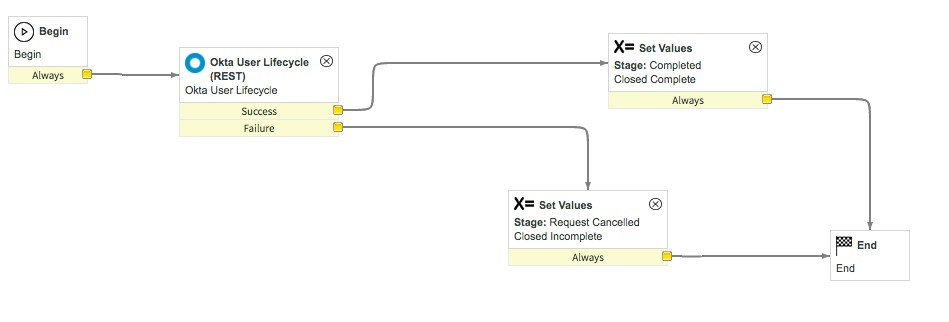 Begin
Begin
Always
Okta User Lifecycle
(REST)
Okta User Lifecycle
Success
Failure
X= Set Values
Stage: Completed
Closed Complete
Always
X= Set Values
Stage: Request Cancelled
Closed Incomplete
Always
End
End